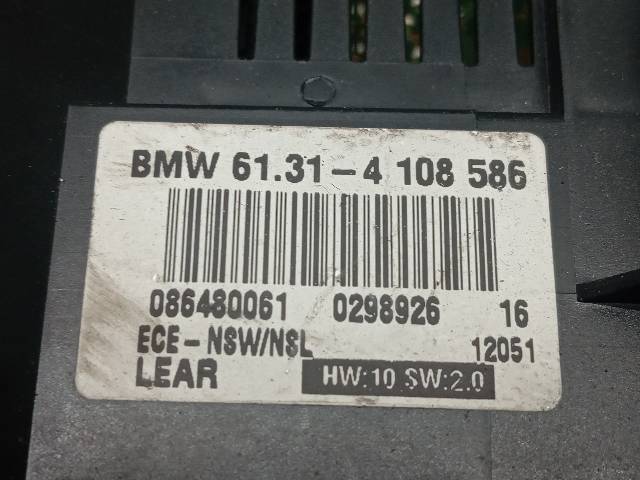 BMW 61.31-4 108 586
086480061 0298926 16
ECE-NSW/NSL 12051
LEAR HW:10 SW:2.0